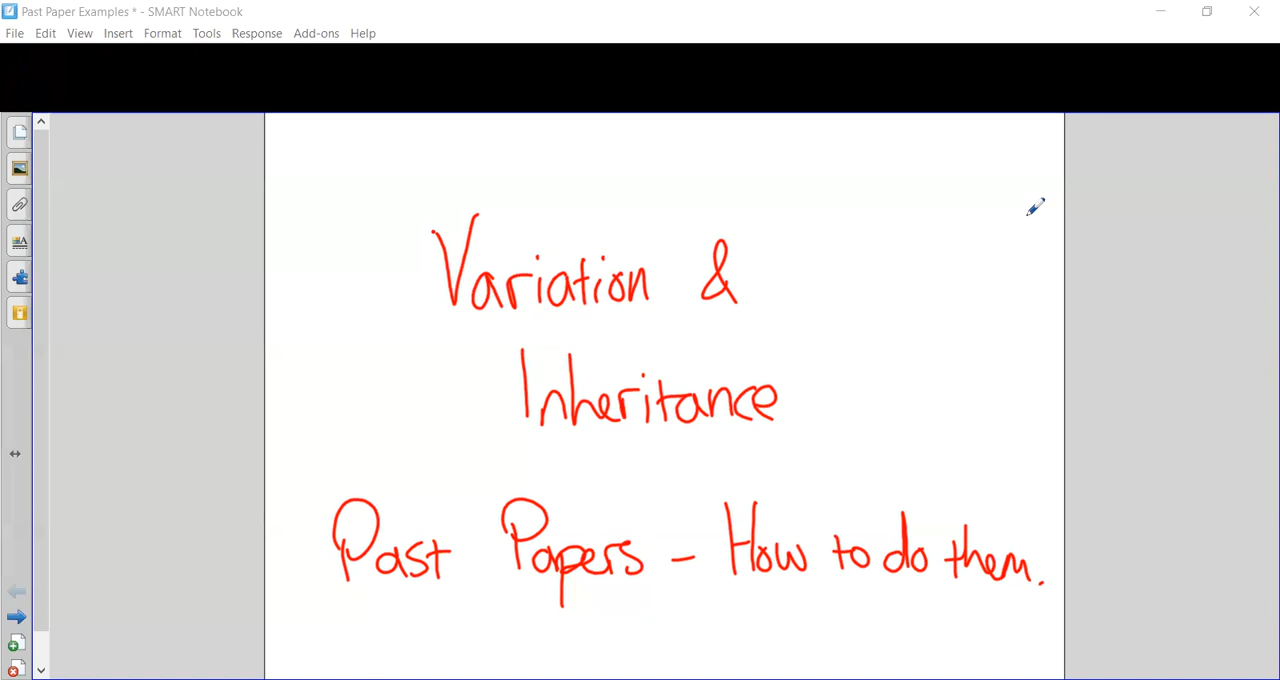 Past Paper Examples * - SMART Notebook
File Edit View Insert Format Tools Response Add-ons Help
Variation &
Inheritance
Past Papers - How to do them.